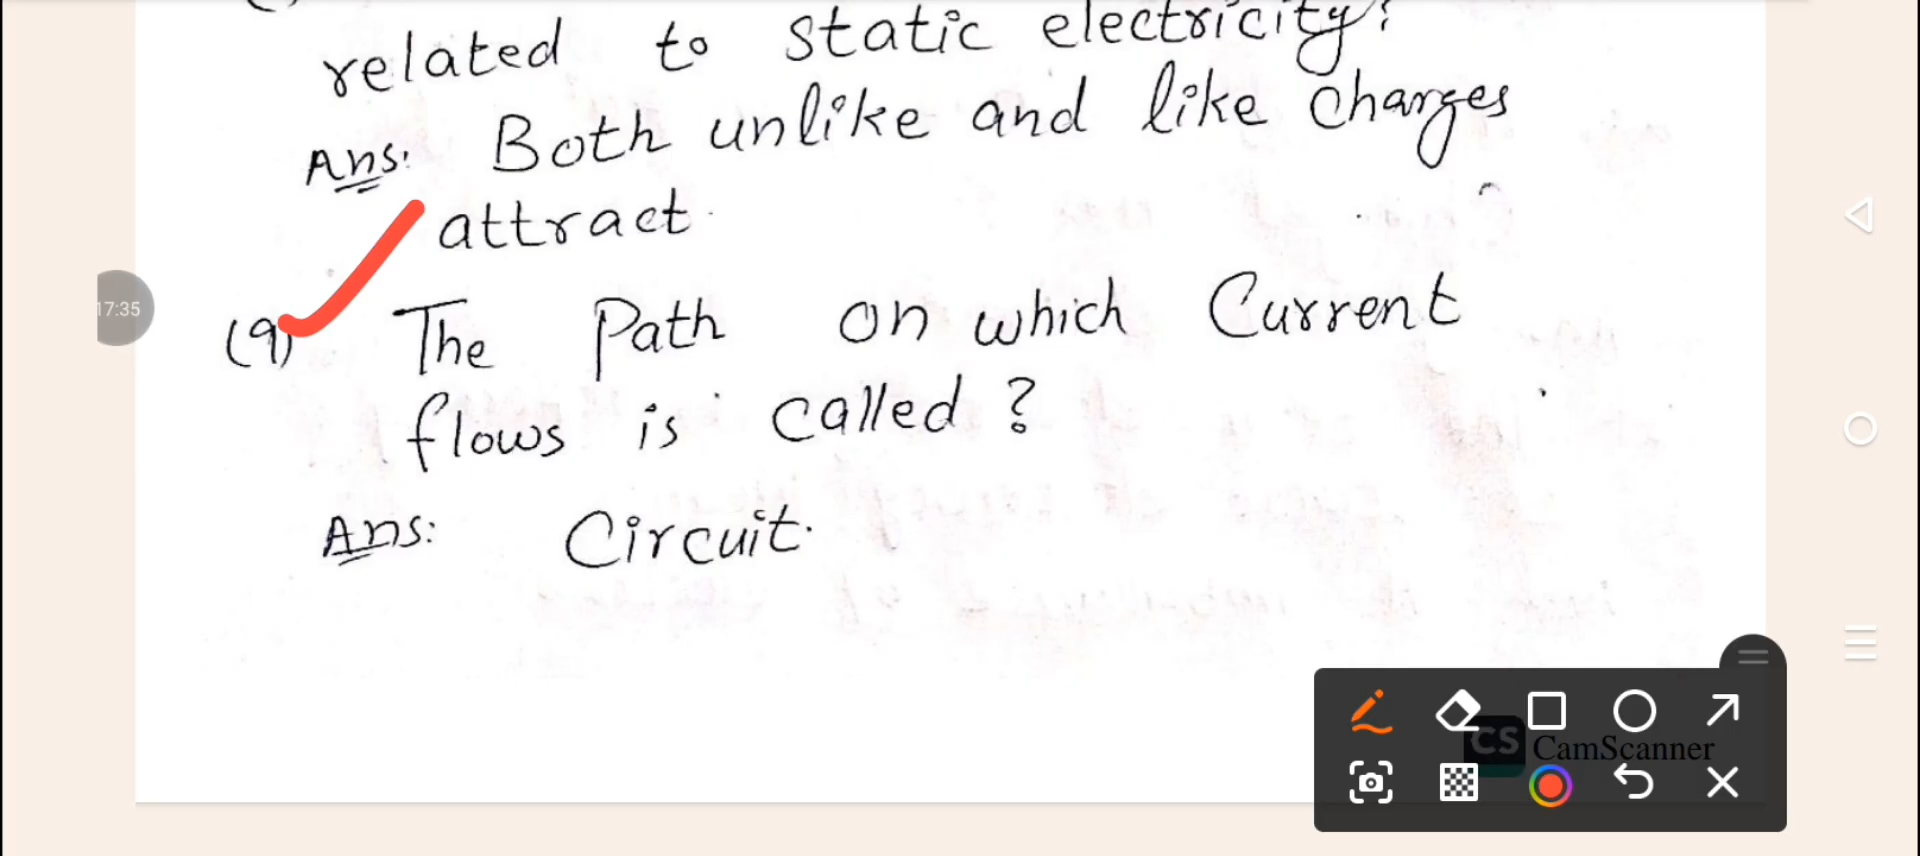 related to static electricity?
Ans: Both unlike and like charges
attract.
17:35
(9) The Path on which Current
flows is called ?
Ans: Circuit.
CS CamScanner